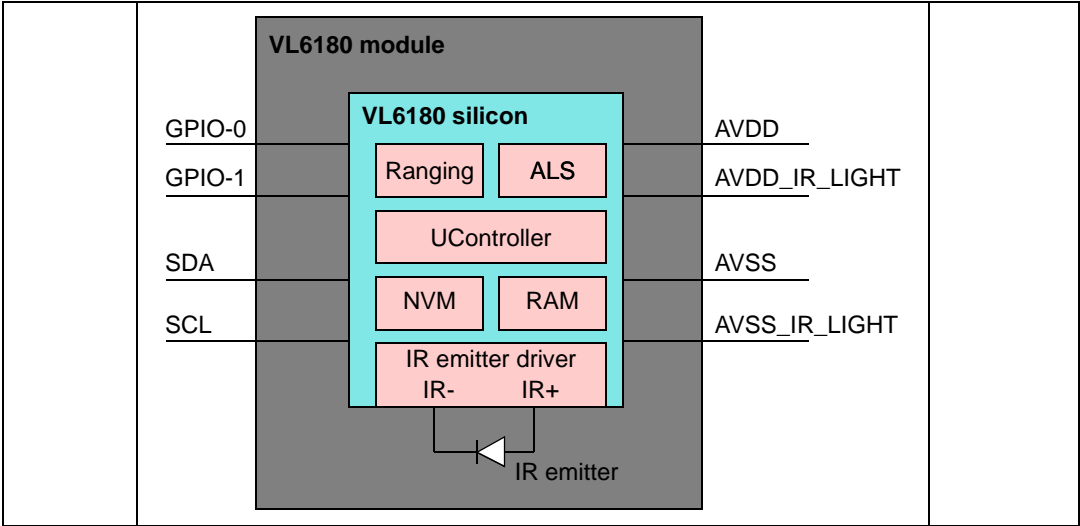 VL6180 module
VL6180 silicon
GPIO-0
AVDD
Ranging
ALS
GPIO-1
AVDD_IR_LIGHT
UController
SDA
AVSS
NVM
RAM
SCL
AVSS_IR_LIGHT
IR emitter driver
IR-
IR+
IR emitter